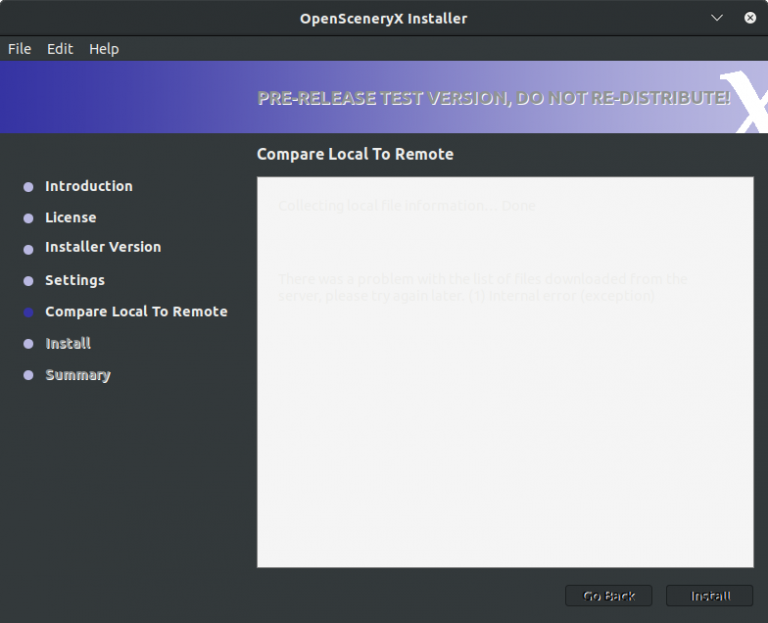 OpenSceneryX Installer
File Edit Help
PRE-RELEASE TEST VERSION, DO NOT RE-DISTRIBUTE!
X
Compare Local To Remote
Introduction
License
Installer Version
Settings
Compare Local To Remote
Install
Summary
Collecting local file information... Done
There was a problem with the list of files downloaded from the
server, please try again later. (1) internal error (exception)
Go Back Install